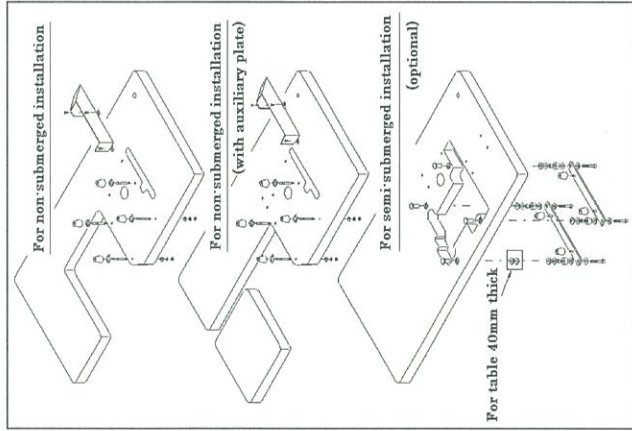 For non-submerged installation
For non-submerged installation
(with auxiliary plate)
For semi-submerged installation
(optional)
For table 40mm thick